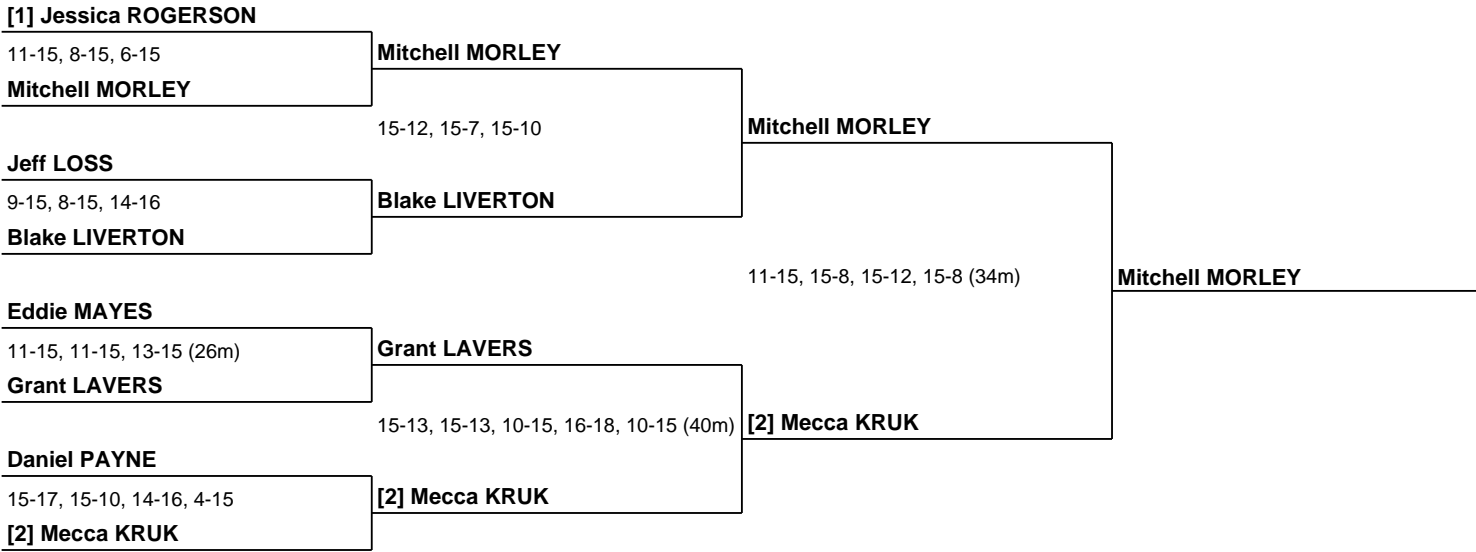 [1] Jessica ROGERSON
11-15, 8-15, 6-15
Mitchell MORLEY
Mitchell MORLEY
15-12, 15-7, 15-10
Mitchell MORLEY
Jeff LOSS
9-15, 8-15, 14-16
Blake LIVERTON
Blake LIVERTON
11-15, 15-8, 15-12, 15-8 (34m)
Mitchell MORLEY
Eddie MAYES
11-15, 11-15, 13-15 (26m)
Grant LAVERS
Grant LAVERS
15-13, 15-13, 10-15, 16-18, 10-15 (40m)
[2] Mecca KRUK
Daniel PAYNE
15-17, 15-10, 14-16, 4-15
[2] Mecca KRUK
[2] Mecca KRUK